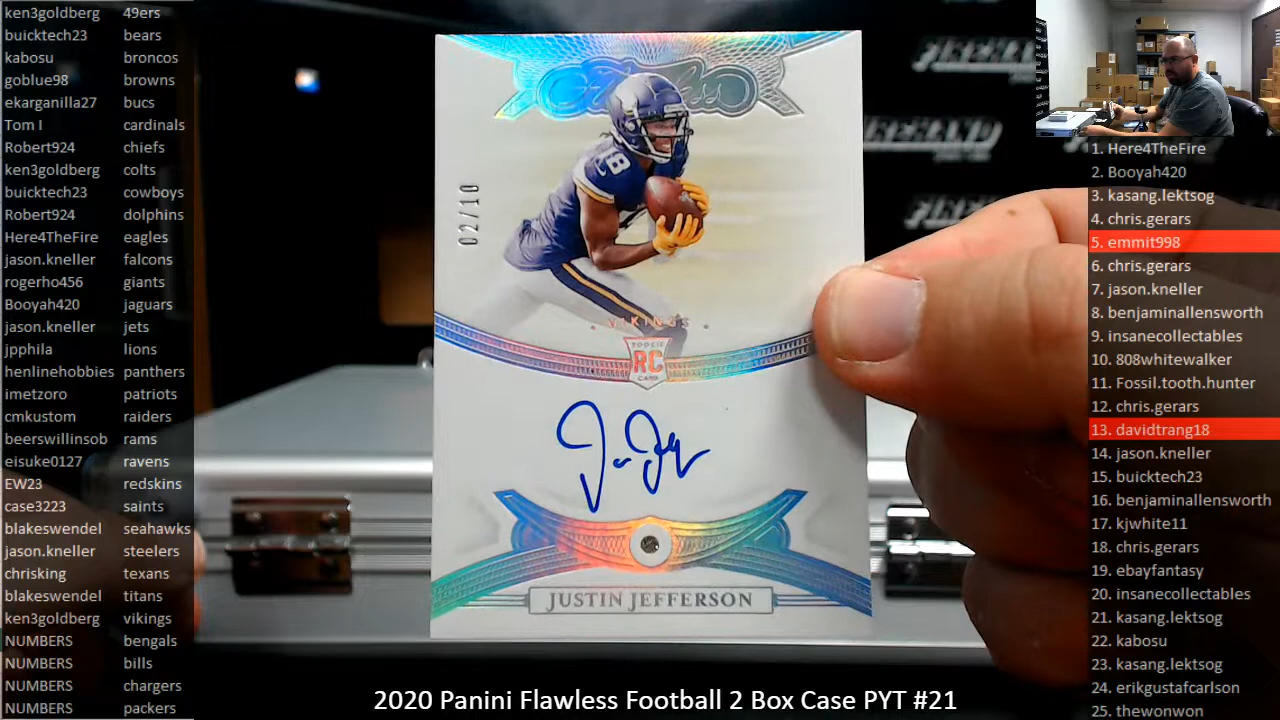 ken3goldberg 49ers
buicktech23 bears
kabosu broncos
goblue98 browns
ekarganilla27 bucs
Tom I cardinals
Robert924 chiefs
ken3goldberg colts
buicktech23 cowboys
Robert924 dolphins
Here4TheFire eagles
jason.kneller falcons
rogerho456 giants
Booyah420 jaguars
jason.kneller jets
jpphila lions
henlinehobbies panthers
imetzoro patriots
cmkustom raiders
beerswillinsob rams
eisuke0127 ravens
EW23 redskins
case3223 saints
blakeswendel seahawks
jason.kneller steelers
chrisking texans
blakeswendel titans
ken3goldberg vikings
NUMBERS bengals
NUMBERS bills
NUMBERS chargers
NUMBERS packers
Flawless
18
02/10
VIKINGS
ROOKIE
RC
CARD
JUSTIN JEFFERSON
2020 Panini Flawless Football 2 Box Case PYT #21
1. Here4TheFire
2. Booyah420
3. kasang.lektsog
4. chris.gerars
5. emmit998
6. chris.gerars
7. jason.kneller
8. benjaminallensworth
9. insanecollectables
10. 808whitewalker
11. Fossil.tooth.hunter
12. chris.gerars
13. davidtrang18
14. jason.kneller
15. buicktech23
16. benjaminallensworth
17. kjwhite11
18. chris.gerars
19. ebayfantasy
20. insanecollectables
21. kasang.lektsog
22. kabosu
23. kasang.lektsog
24. erikgustafcarlson
25. thewonwon